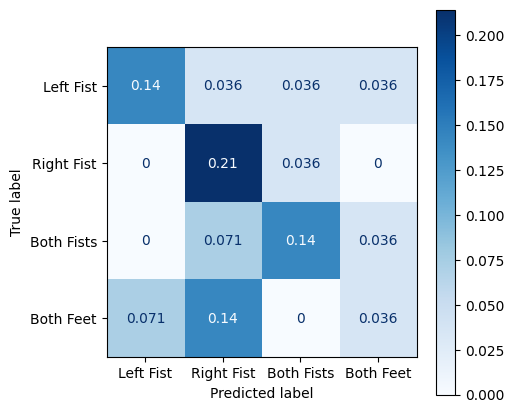 Left Fist 0.14 0.036 0.036 0.036
Right Fist 0 0.21 0.036 0
Both Fists 0 0.071 0.14 0.036
Both Feet 0.071 0.14 0 0.036
Left Fist Right Fist Both Fists Both Feet
Predicted label
True label
0.200
0.175
0.150
0.125
0.100
0.075
0.050
0.025
0.000